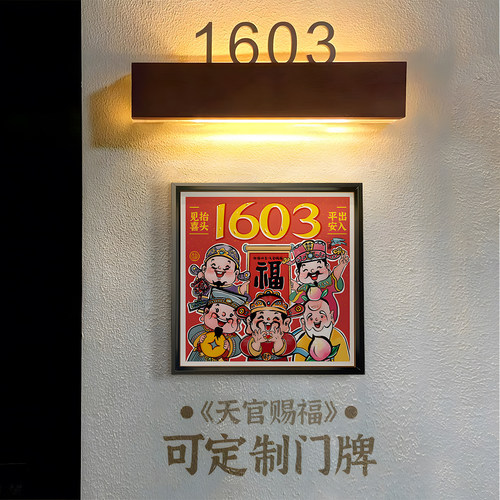 1603
1603
抬头见喜
出入平安
福
•《天官赐福》•
可定制门牌